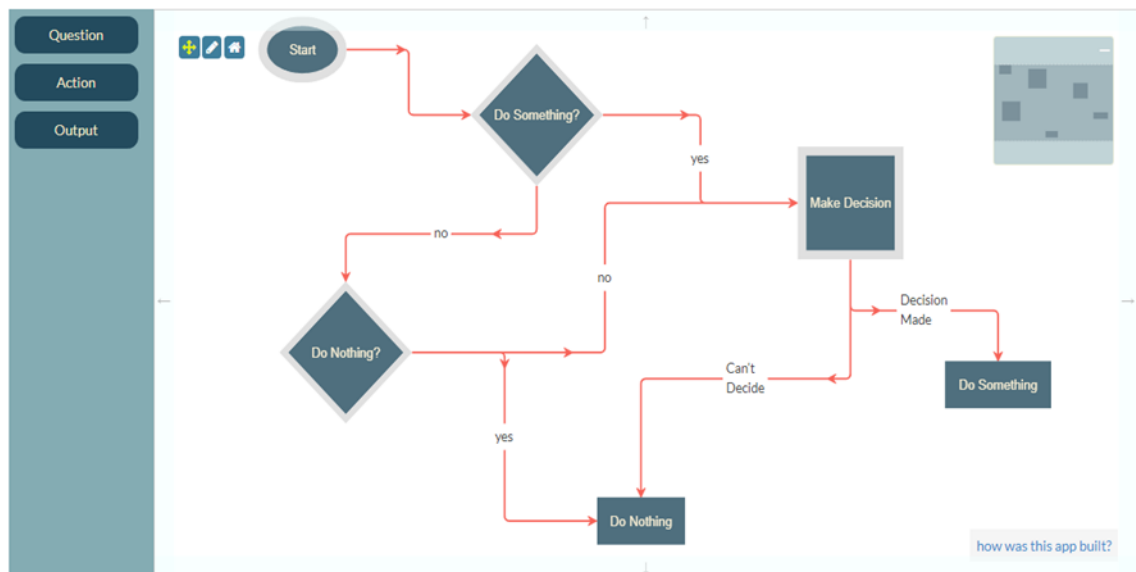 Question
Action
Output
Start
Do Something?
yes
Make Decision
no
no
Do Nothing?
Decision
Made
Can't
Decide
Do Something
yes
Do Nothing
how was this app built?